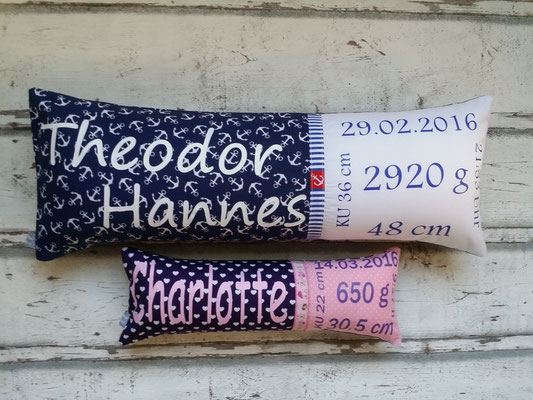 Theodor
Hannes
29.02.2016
KU 36 cm
2920 g
48 cm
Charlotte
14.03.2016
KU 22 cm
650 g
30,5 cm